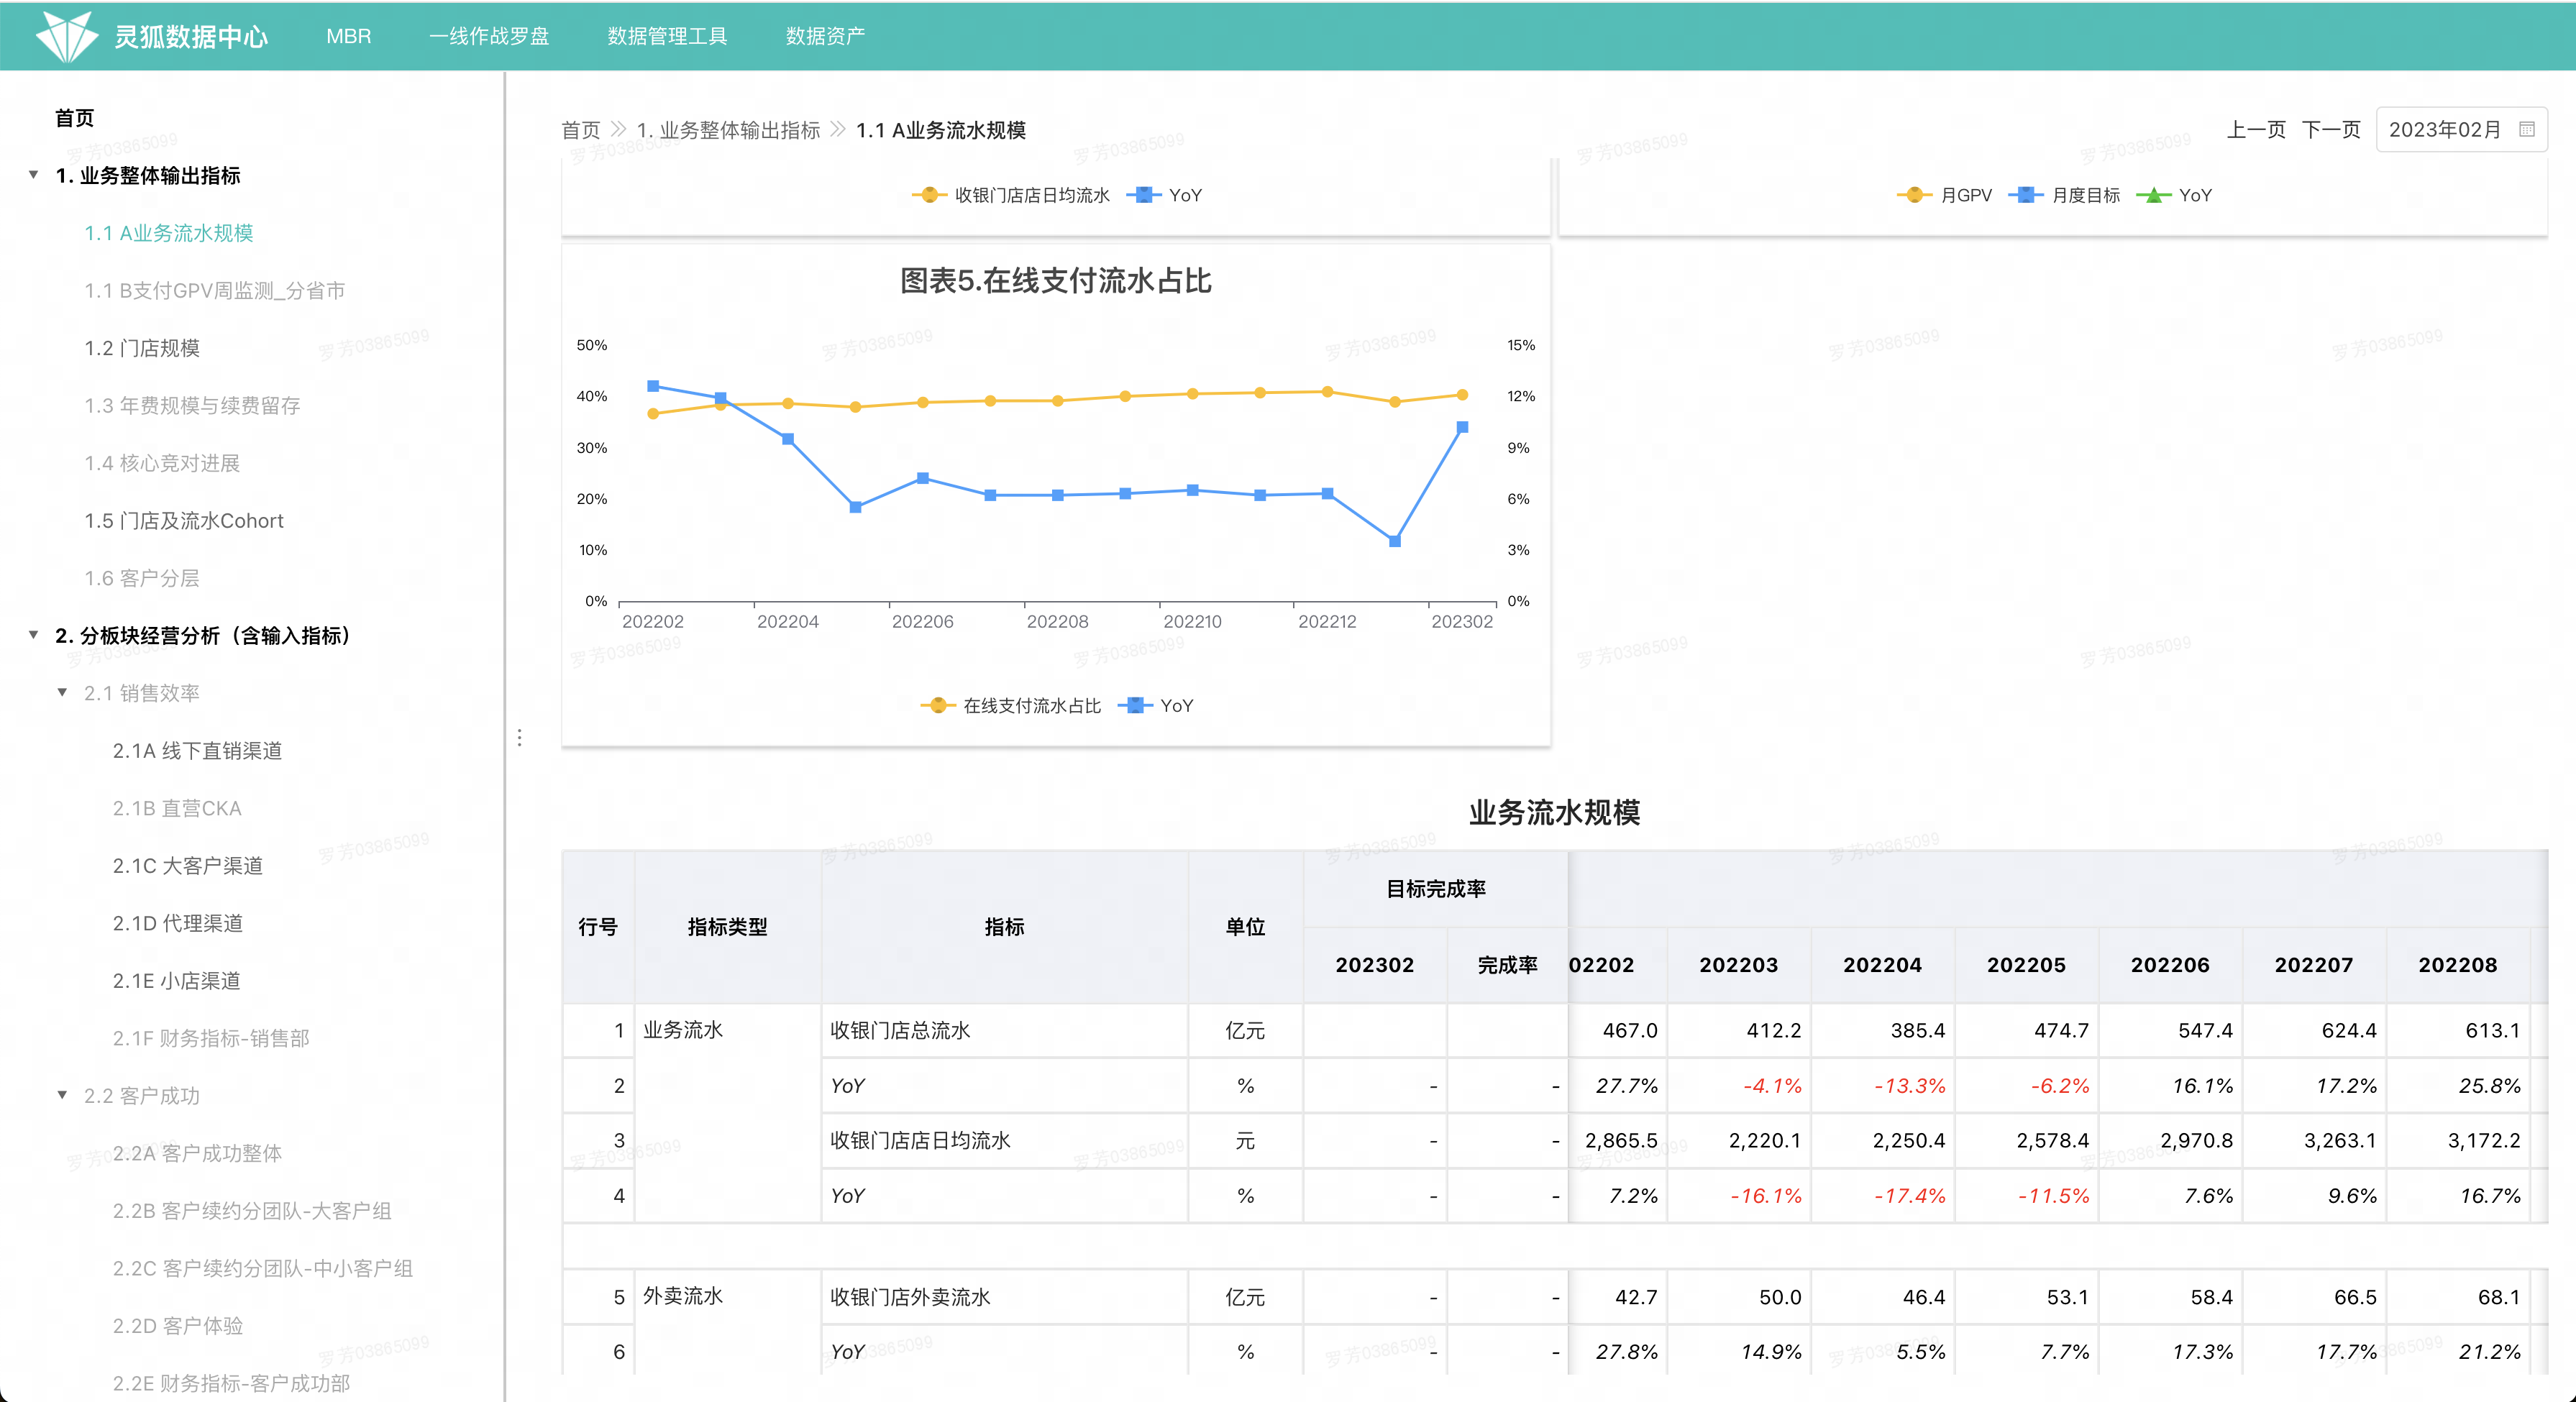 灵狐数据中心 MBR 一线作战罗盘 数据管理工具 数据资产
首页
1. 业务整体输出指标
1.1 A业务流水规模
1.1 B支付GPV周监测_分省市
1.2 门店规模
1.3 年费规模与续费留存
1.4 核心竞对进展
1.5 门店及流水Cohort
1.6 客户分层
2. 分板块经营分析（含输入指标）
2.1 销售效率
2.1A 线下直销渠道
2.1B 直营CKA
2.1C 大客户渠道
2.1D 代理渠道
2.1E 小店渠道
2.1F 财务指标-销售部
2.2 客户成功
2.2A 客户成功整体
2.2B 客户续约分团队-大客户组
2.2C 客户续约分团队-中小客户组
2.2D 客户体验
2.2E 财务指标-客户成功部
首页 1. 业务整体输出指标 1.1 A业务流水规模
上一页 下一页 2023年02月
收银门店店日均流水 YoY
月GPV 月度目标 YoY
图表5.在线支付流水占比
50% 15%
40% 12%
30% 9%
20% 6%
10% 3%
0% 0%
202202 202204 202206 202208 202210 202212 202302
在线支付流水占比 YoY
业务流水规模
行号 指标类型 指标 单位 目标完成率
202302 完成率 02202 202203 202204 202205 202206 202207 202208
1 业务流水 收银门店总流水 亿元 467.0 412.2 385.4 474.7 547.4 624.4 613.1
2 YoY % - - 27.7% -4.1% -13.3% -6.2% 16.1% 17.2% 25.8%
3 收银门店店日均流水 元 - - 2,865.5 2,220.1 2,250.4 2,578.4 2,970.8 3,263.1 3,172.2
4 YoY % - - 7.2% -16.1% -17.4% -11.5% 7.6% 9.6% 16.7%
5 外卖流水 收银门店外卖流水 亿元 - - 42.7 50.0 46.4 53.1 58.4 66.5 68.1
6 YoY % - - 27.8% 14.9% 5.5% 7.7% 17.3% 17.7% 21.2%
罗芳03865099